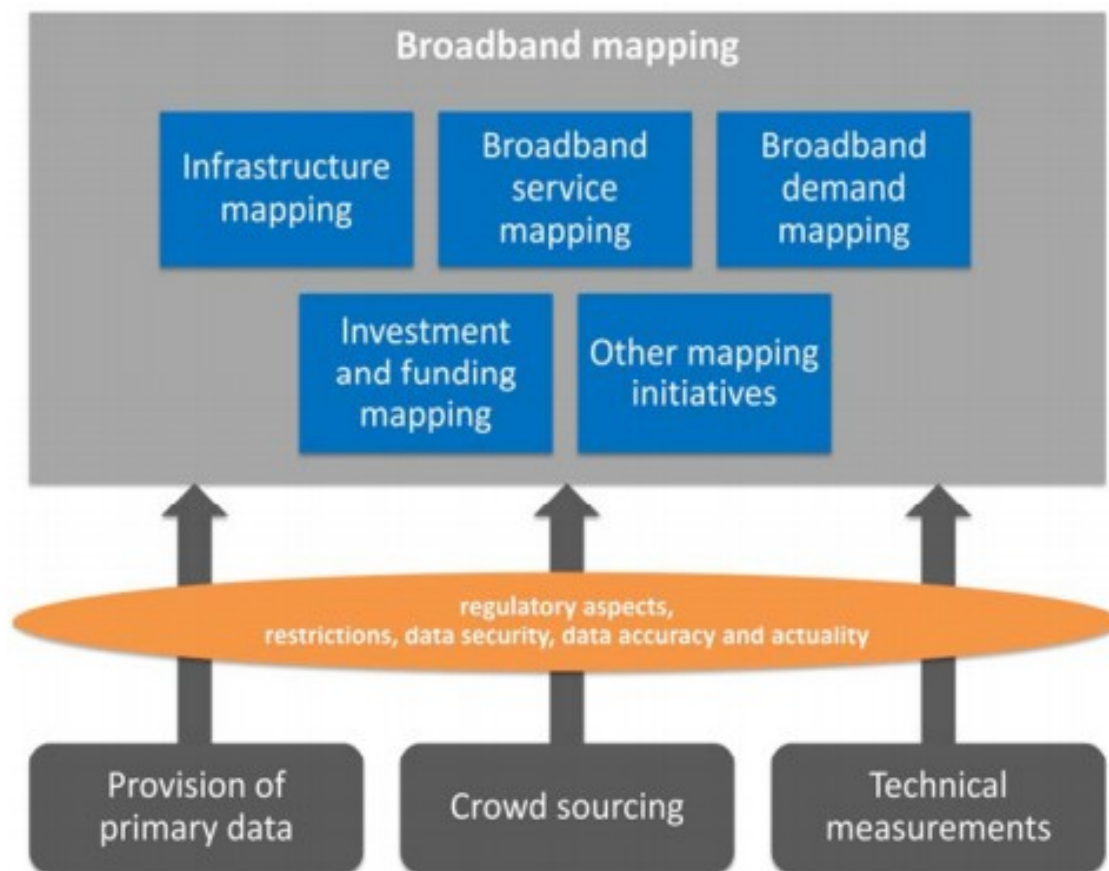 Broadband mapping
Infrastructure
mapping
Broadband
service
mapping
Broadband
demand
mapping
Investment
and funding
mapping
Other mapping
initiatives
regulatory aspects,
restrictions, data security, data accuracy and actuality
Provision of
primary data
Crowd sourcing
Technical
measurements